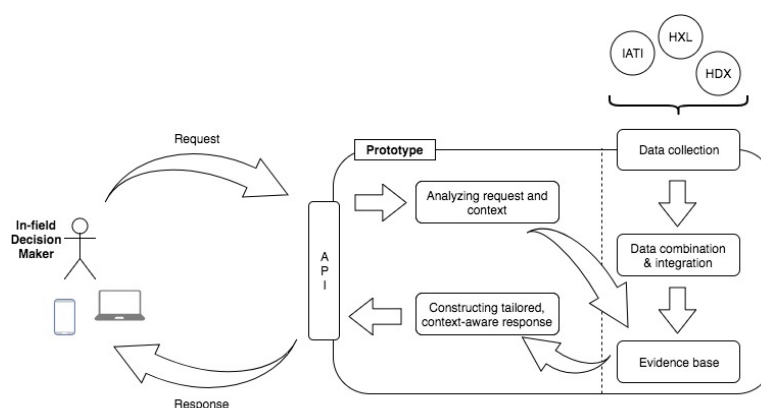 IATI
HXL
HDX
Request
Prototype
Data collection
Analyzing request and
context
In-field
Decision
Maker
A
P
I
Data combination
& integration
Constructing tailored,
context-aware response
Evidence base
Response